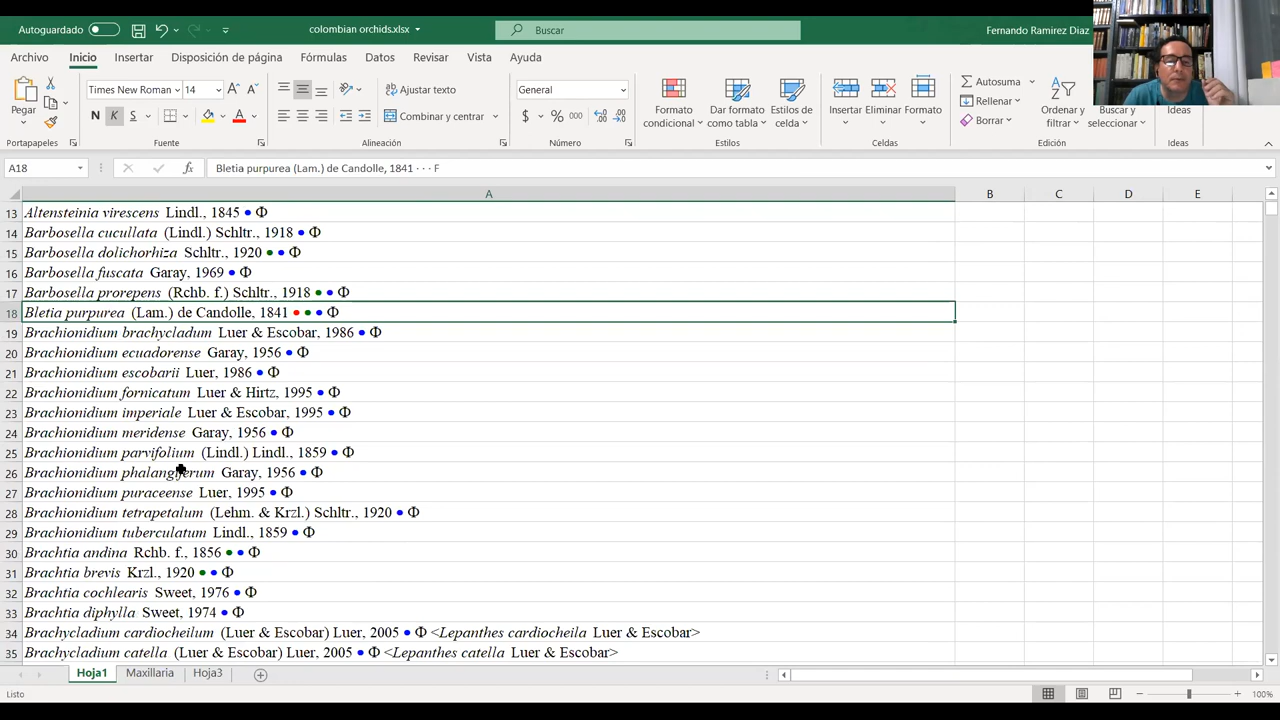 Autoguardado
colombian orchids.xlsx
Buscar
Fernando Ramirez Diaz
Archivo Inicio Insertar Disposición de página Fórmulas Datos Revisar Vista Ayuda
Pegar
Times New Roman 14
N K S
Ajustar texto
Combinar y centrar
General
$ % 000
Formato condicional
Dar formato como tabla
Estilos de celda
Insertar Eliminar Formato
Autosuma
Rellenar
Borrar
Ordenar y filtrar
Buscar y seleccionar
Ideas
Portapapeles Fuente Alineación Número Estilos Celdas Edición Ideas
A18 fx Bletia purpurea (Lam.) de Candolle, 1841 · · · F
A B C D E
13 Altensteinia virescens Lindl., 1845 • Φ
14 Barbosella cucullata (Lindl.) Schltr., 1918 • Φ
15 Barbosella dolichorhiza Schltr., 1920 • • Φ
16 Barbosella fuscata Garay, 1969 • Φ
17 Barbosella prorepens (Rchb. f.) Schltr., 1918 • • Φ
18 Bletia purpurea (Lam.) de Candolle, 1841 • • • Φ
19 Brachionidium brachycladum Luer & Escobar, 1986 • Φ
20 Brachionidium ecuadorense Garay, 1956 • Φ
21 Brachionidium escobarii Luer, 1986 • Φ
22 Brachionidium fornicatum Luer & Hirtz, 1995 • Φ
23 Brachionidium imperiale Luer & Escobar, 1995 • Φ
24 Brachionidium meridense Garay, 1956 • Φ
25 Brachionidium parvifolium (Lindl.) Lindl., 1859 • Φ
26 Brachionidium phalangiferum Garay, 1956 • Φ
27 Brachionidium puraceense Luer, 1995 • Φ
28 Brachionidium tetrapetalum (Lehm. & Krzl.) Schltr., 1920 • Φ
29 Brachionidium tuberculatum Lindl., 1859 • Φ
30 Brachtia andina Rchb. f., 1856 • • Φ
31 Brachtia brevis Krzl., 1920 • • Φ
32 Brachtia cochlearis Sweet, 1976 • Φ
33 Brachtia diphylla Sweet, 1974 • Φ
34 Brachycladium cardiocheilum (Luer & Escobar) Luer, 2005 • Φ <Lepanthes cardiocheila Luer & Escobar>
35 Brachycladium catella (Luer & Escobar) Luer, 2005 • Φ <Lepanthes catella Luer & Escobar>
Hoja1 Maxillaria Hoja3
Listo
100%